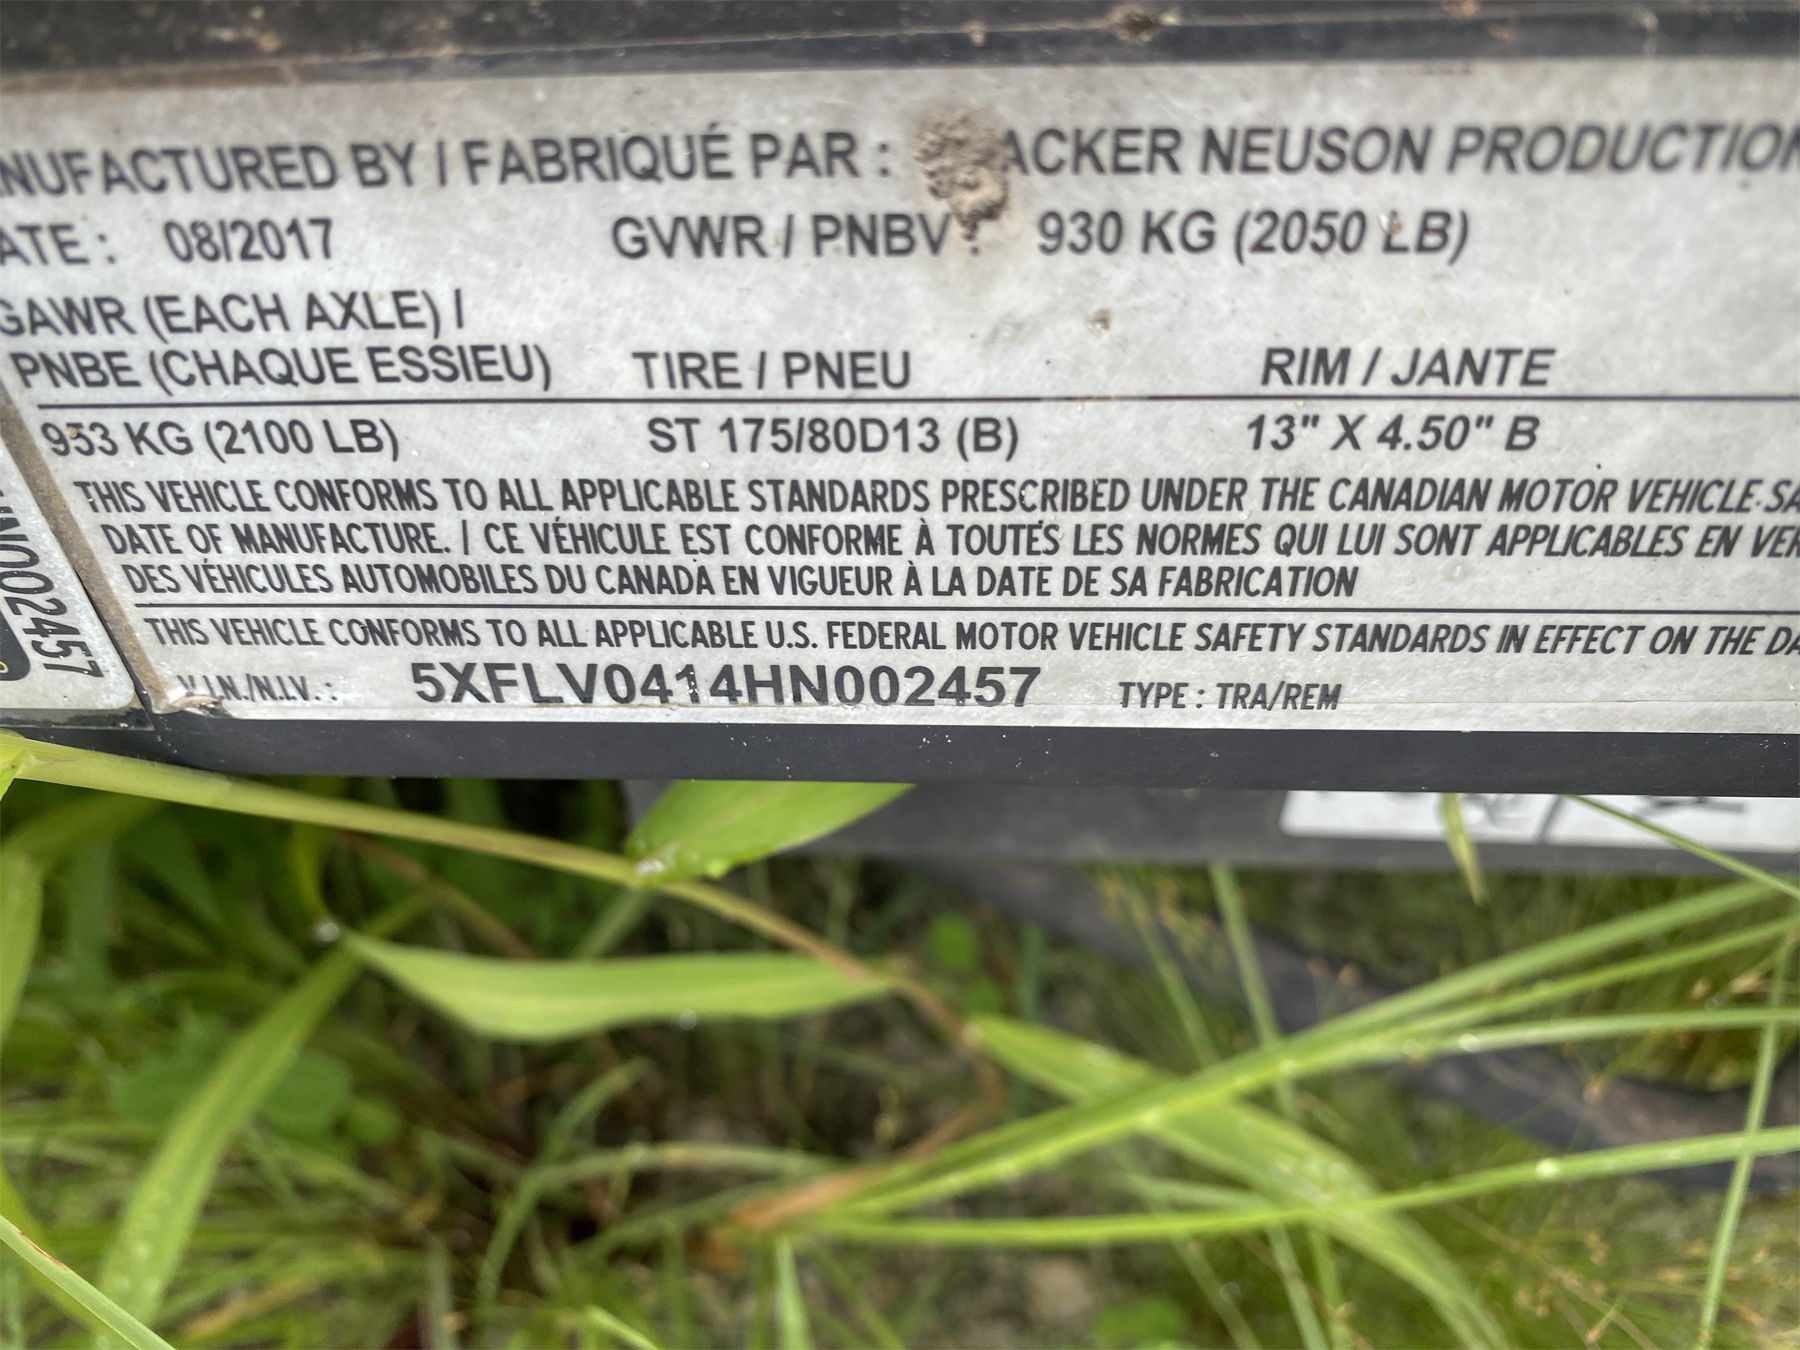 NUFACTURED BY / FABRIQUÉ PAR : ACKER NEUSON PRODUCTION
ATE : 08/2017 GVWR / PNBV : 930 KG (2050 LB)
GAWR (EACH AXLE) /
PNBE (CHAQUE ESSIEU) TIRE / PNEU RIM / JANTE
953 KG (2100 LB) ST 175/80D13 (B) 13" X 4.50" B
THIS VEHICLE CONFORMS TO ALL APPLICABLE STANDARDS PRESCRIBED UNDER THE CANADIAN MOTOR VEHICLE SA
DATE OF MANUFACTURE. / CE VÉHICULE EST CONFORME À TOUTES LES NORMES QUI LUI SONT APPLICABLES EN VER
DES VÉHICULES AUTOMOBILES DU CANADA EN VIGUEUR À LA DATE DE SA FABRICATION
THIS VEHICLE CONFORMS TO ALL APPLICABLE U.S. FEDERAL MOTOR VEHICLE SAFETY STANDARDS IN EFFECT ON THE DA
V.I.N./N.I.V. : 5XFLV0414HN002457 TYPE : TRA/REM
HN002457